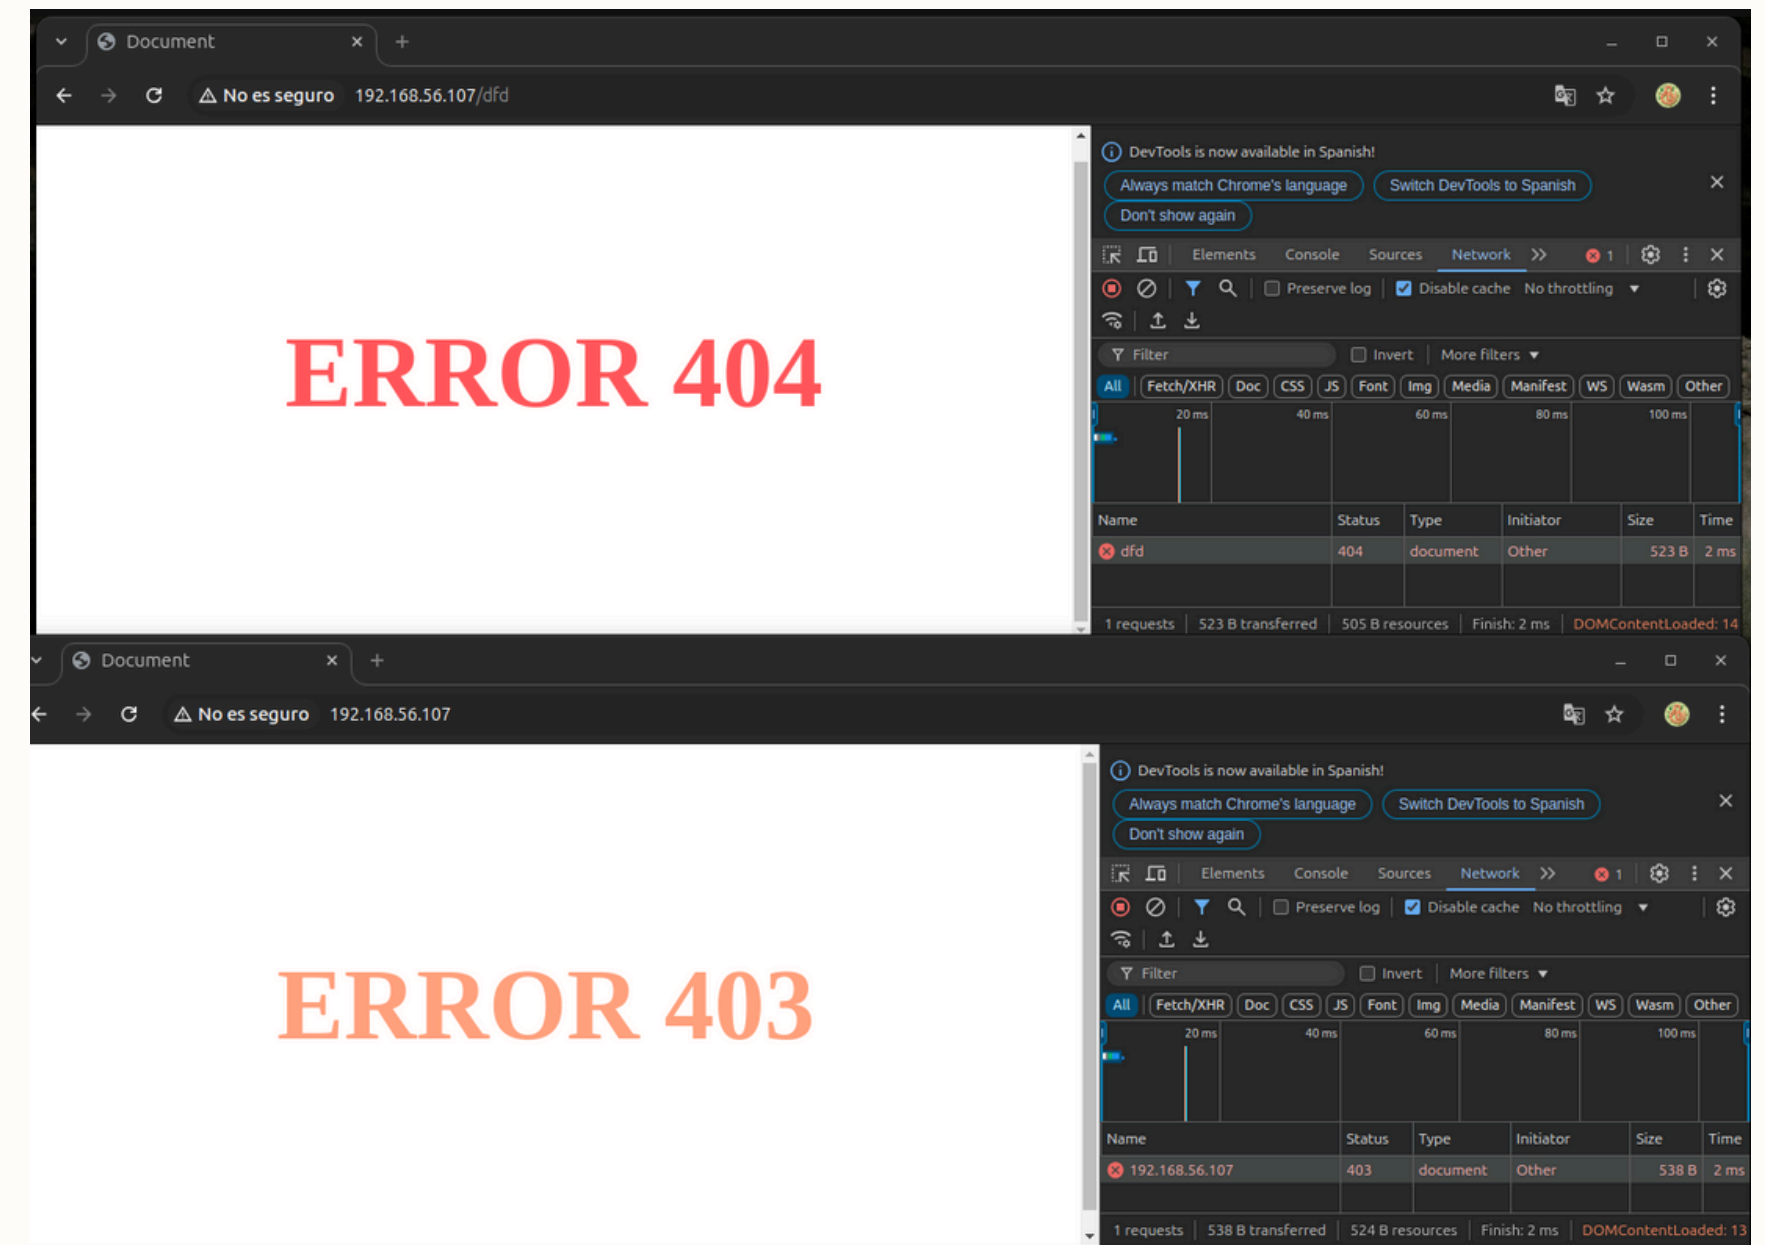 Document
No es seguro 192.168.56.107/dfd
ERROR 404
DevTools is now available in Spanish!
Always match Chrome's language Switch DevTools to Spanish
Don't show again
Elements Console Sources Network 1
Preserve log Disable cache No throttling
Filter Invert More filters
All Fetch/XHR Doc CSS JS Font Img Media Manifest WS Wasm Other
20 ms 40 ms 60 ms 80 ms 100 ms
Name Status Type Initiator Size Time
dfd 404 document Other 523 B 2 ms
1 requests 523 B transferred 505 B resources Finish: 2 ms DOMContentLoaded: 14
Document
No es seguro 192.168.56.107
ERROR 403
DevTools is now available in Spanish!
Always match Chrome's language Switch DevTools to Spanish
Don't show again
Elements Console Sources Network 1
Preserve log Disable cache No throttling
Filter Invert More filters
All Fetch/XHR Doc CSS JS Font Img Media Manifest WS Wasm Other
20 ms 40 ms 60 ms 80 ms 100 ms
Name Status Type Initiator Size Time
192.168.56.107 403 document Other 538 B 2 ms
1 requests 538 B transferred 524 B resources Finish: 2 ms DOMContentLoaded: 13